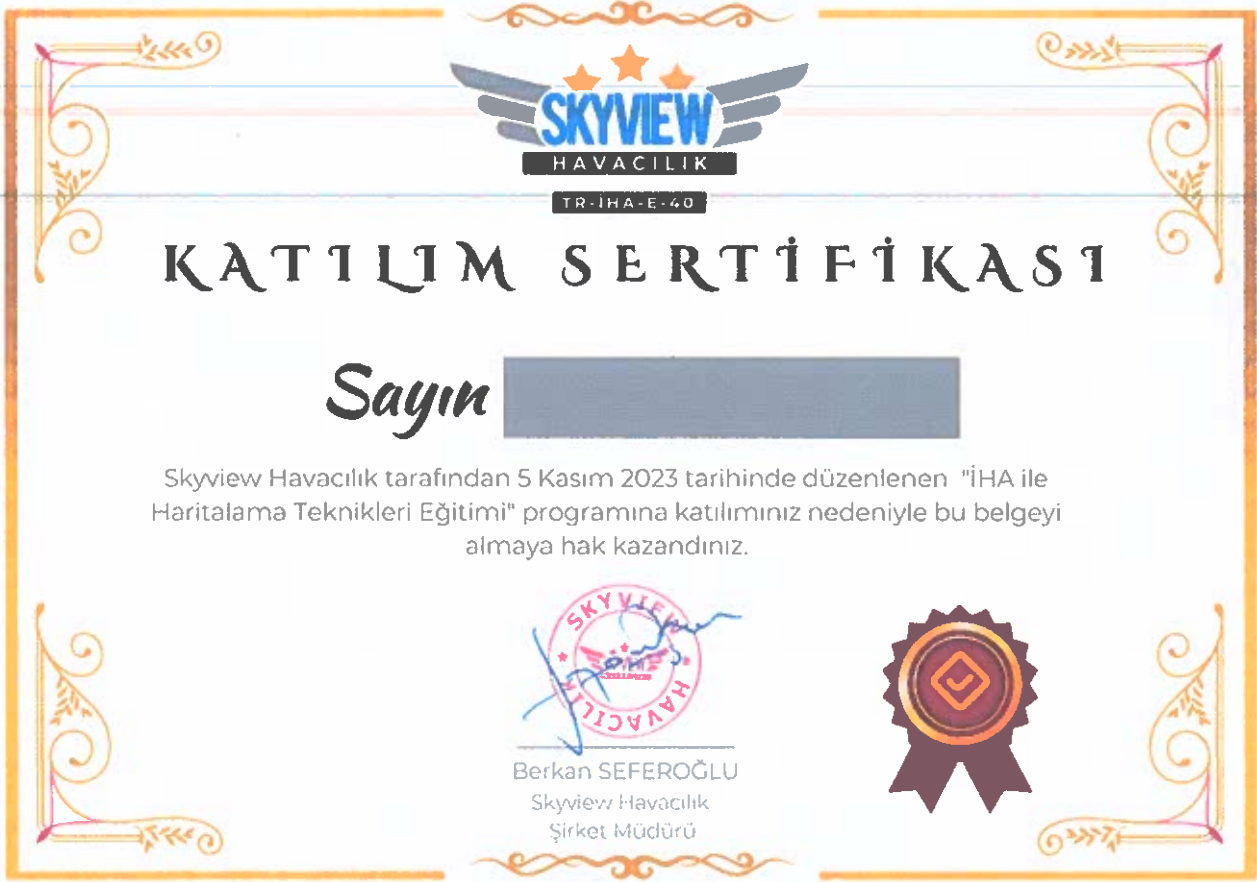 SKYVIEW
HAVACILIK
TR-İHA-E-40
KATILIM SERTİFİKASI
Sayın
Skyview Havacılık tarafından 5 Kasım 2023 tarihinde düzenlenen "İHA ile
Haritalama Teknikleri Eğitimi" programına katılımınız nedeniyle bu belgeyi
almaya hak kazandınız.
SKYVIEW HAVACILIK
Berkan SEFEROĞLU
Skyview Havacılık
Şirket Müdürü